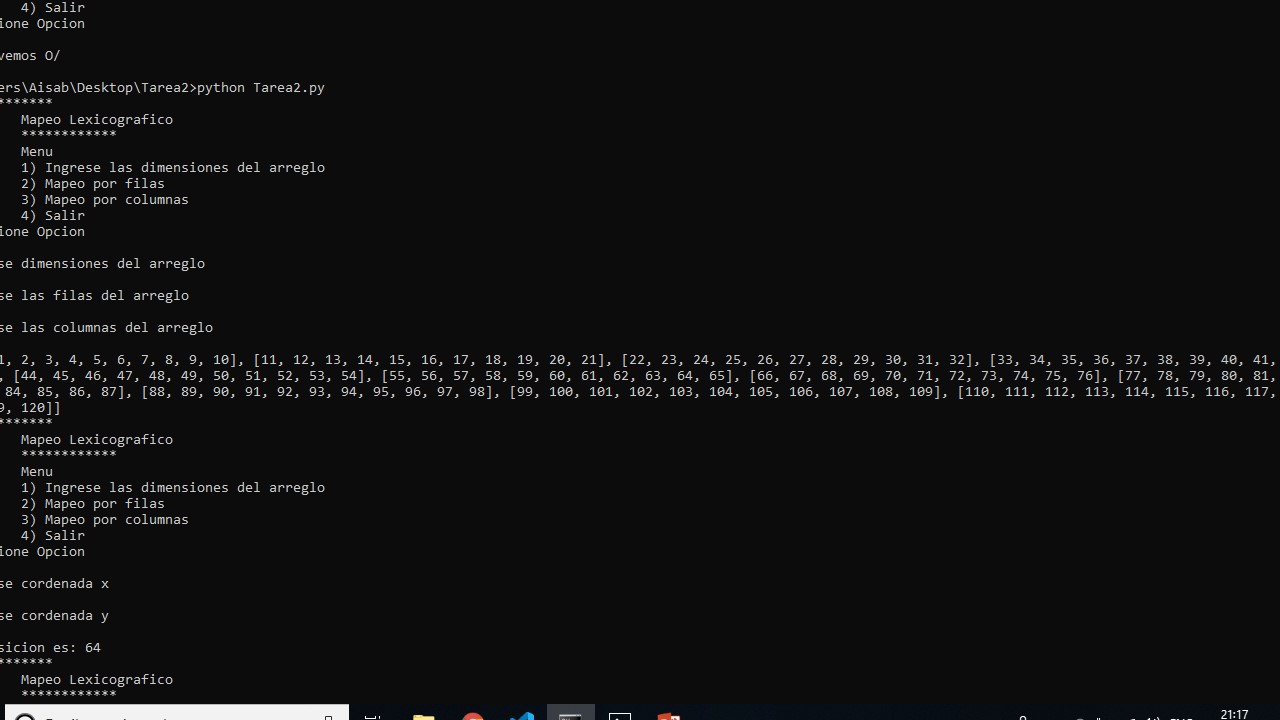 4) Salir
ione Opcion
vemos O/
ers\Aisab\Desktop\Tarea2>python Tarea2.py
*******
Mapeo Lexicografico
************
Menu
1) Ingrese las dimensiones del arreglo
2) Mapeo por filas
3) Mapeo por columnas
4) Salir
ione Opcion
se dimensiones del arreglo
se las filas del arreglo
se las columnas del arreglo
1, 2, 3, 4, 5, 6, 7, 8, 9, 10], [11, 12, 13, 14, 15, 16, 17, 18, 19, 20, 21], [22, 23, 24, 25, 26, 27, 28, 29, 30, 31, 32], [33, 34, 35, 36, 37, 38, 39, 40, 41,
, [44, 45, 46, 47, 48, 49, 50, 51, 52, 53, 54], [55, 56, 57, 58, 59, 60, 61, 62, 63, 64, 65], [66, 67, 68, 69, 70, 71, 72, 73, 74, 75, 76], [77, 78, 79, 80, 81,
84, 85, 86, 87], [88, 89, 90, 91, 92, 93, 94, 95, 96, 97, 98], [99, 100, 101, 102, 103, 104, 105, 106, 107, 108, 109], [110, 111, 112, 113, 114, 115, 116, 117,
9, 120]]
*******
Mapeo Lexicografico
************
Menu
1) Ingrese las dimensiones del arreglo
2) Mapeo por filas
3) Mapeo por columnas
4) Salir
ione Opcion
se cordenada x
se cordenada y
sicion es: 64
*******
Mapeo Lexicografico
************
21:17